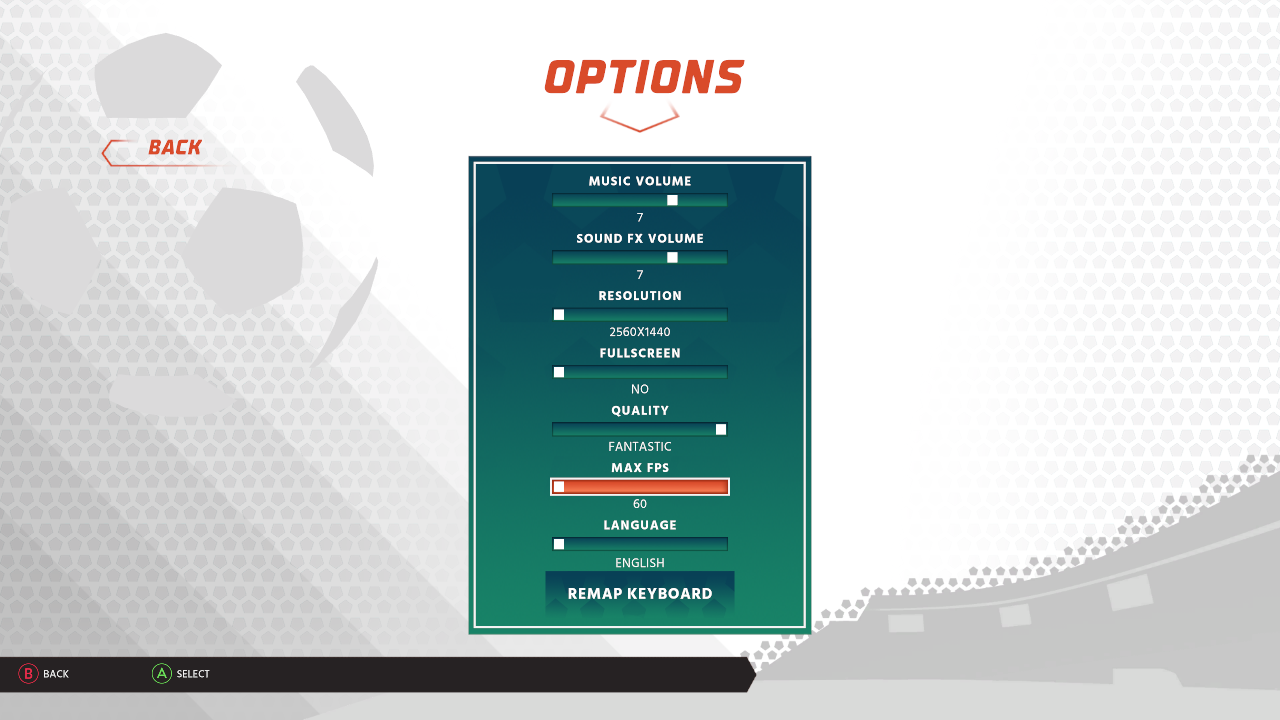 OPTIONS
BACK
MUSIC VOLUME
7
SOUND FX VOLUME
7
RESOLUTION
2560X1440
FULLSCREEN
NO
QUALITY
FANTASTIC
MAX FPS
60
LANGUAGE
ENGLISH
REMAP KEYBOARD
B BACK
A SELECT